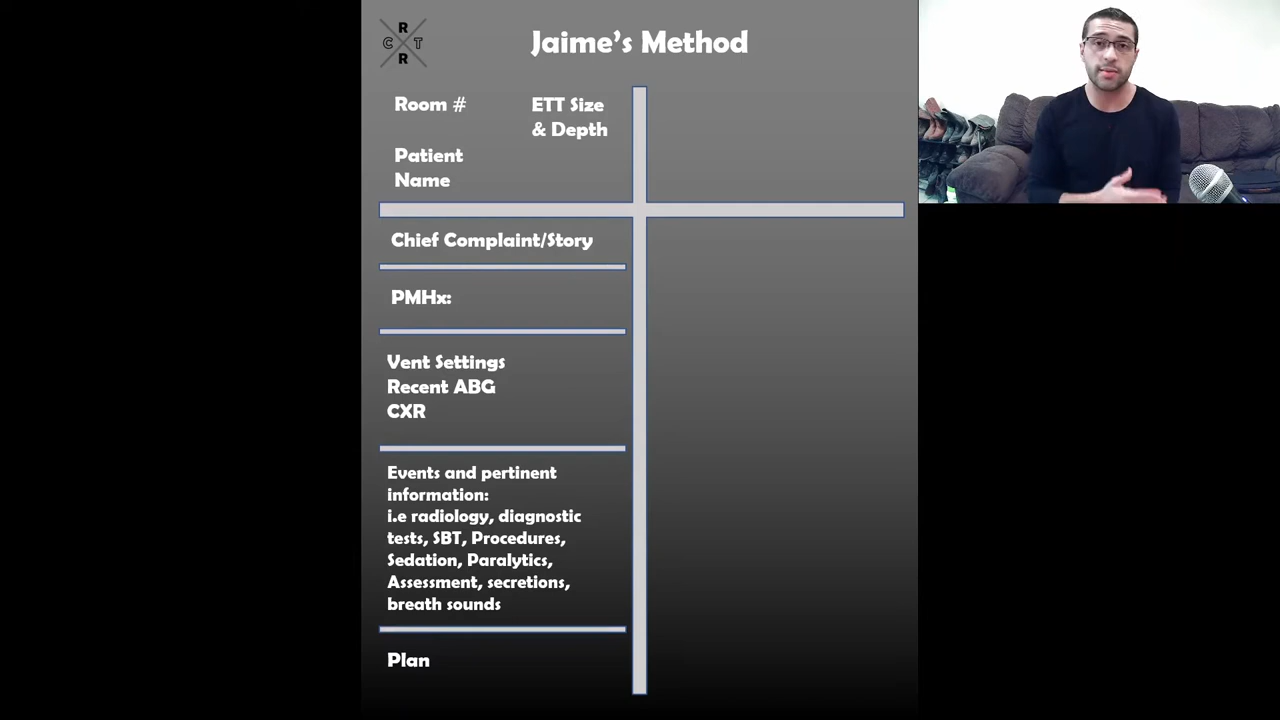 R
C T
R
Jaime's Method
Room #
ETT Size
& Depth
Patient
Name
Chief Complaint/Story
PMHx:
Vent Settings
Recent ABG
CXR
Events and pertinent
information:
i.e radiology, diagnostic
tests, SBT, Procedures,
Sedation, Paralytics,
Assessment, secretions,
breath sounds
Plan